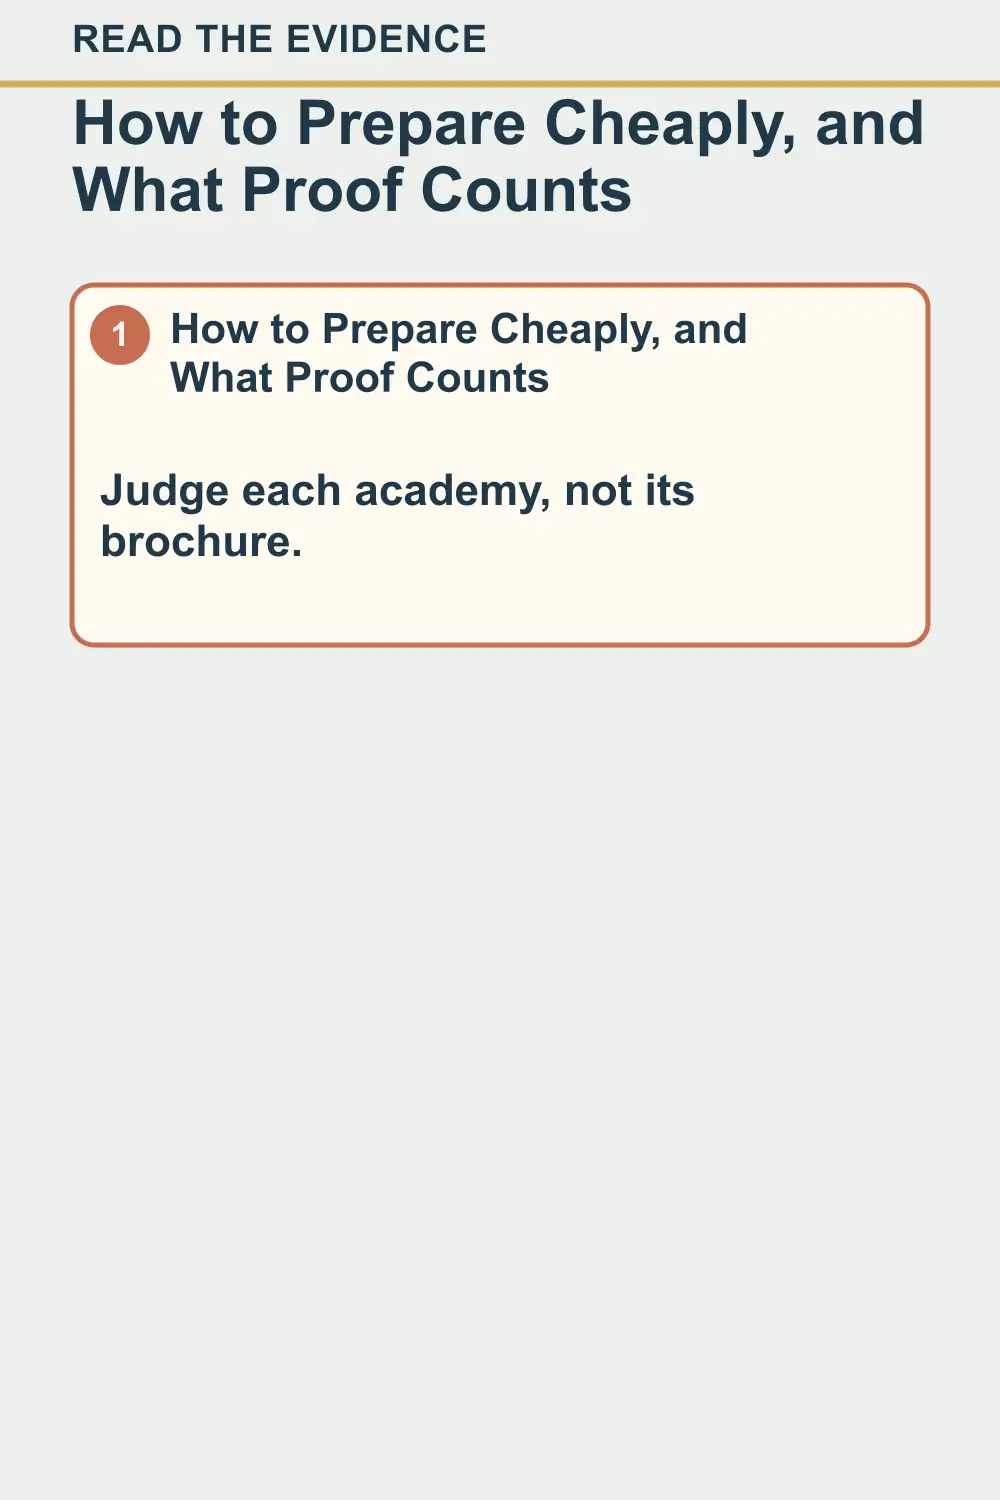 READ THE EVIDENCE
How to Prepare Cheaply, and
What Proof Counts
1
How to Prepare Cheaply, and
What Proof Counts
Judge each academy, not its
brochure.